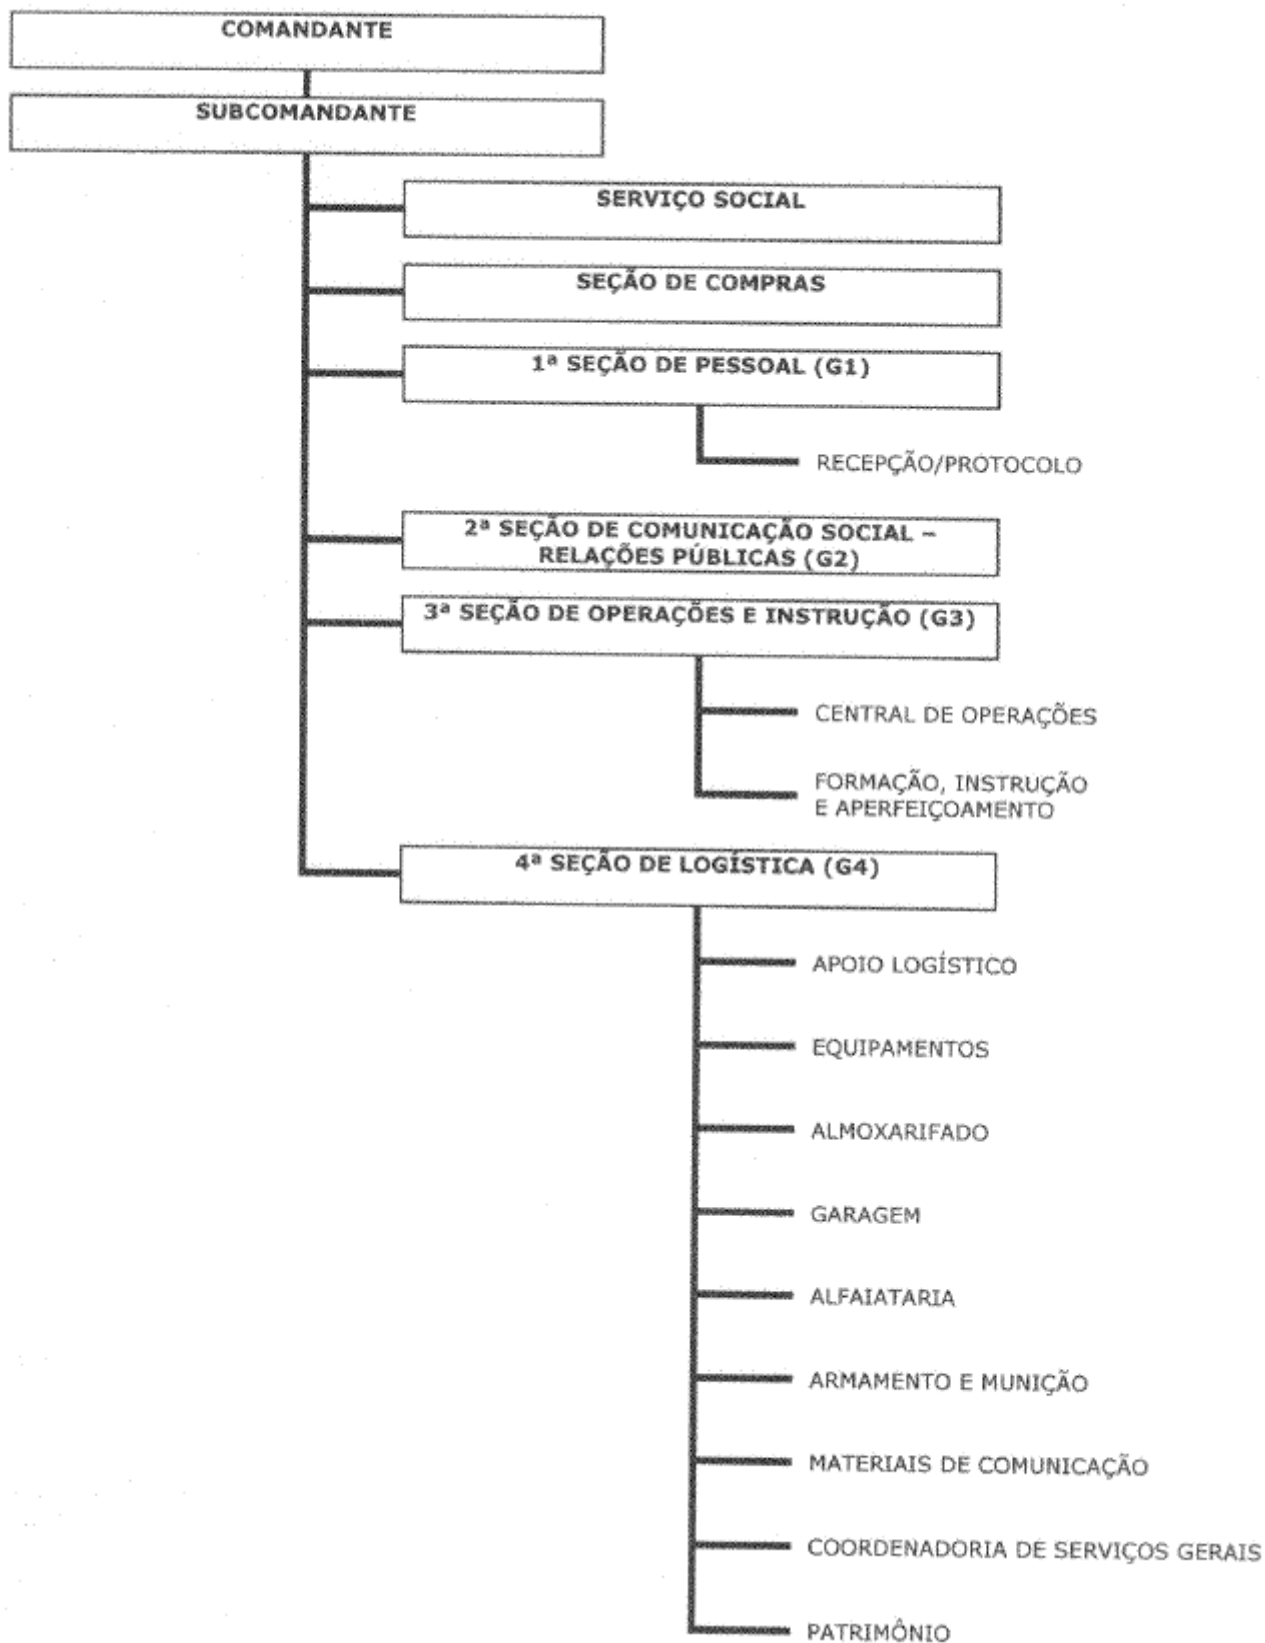 COMANDANTE
SUBCOMANDANTE
SERVIÇO SOCIAL
SEÇÃO DE COMPRAS
1ª SEÇÃO DE PESSOAL (G1)
RECEPÇÃO/PROTOCOLO
2ª SEÇÃO DE COMUNICAÇÃO SOCIAL –
RELAÇÕES PÚBLICAS (G2)
3ª SEÇÃO DE OPERAÇÕES E INSTRUÇÃO (G3)
CENTRAL DE OPERAÇÕES
FORMAÇÃO, INSTRUÇÃO
E APERFEIÇOAMENTO
4ª SEÇÃO DE LOGÍSTICA (G4)
APOIO LOGÍSTICO
EQUIPAMENTOS
ALMOXARIFADO
GARAGEM
ALFAIATARIA
ARMAMENTO E MUNIÇÃO
MATERIAIS DE COMUNICAÇÃO
COORDENADORIA DE SERVIÇOS GERAIS
PATRIMÔNIO